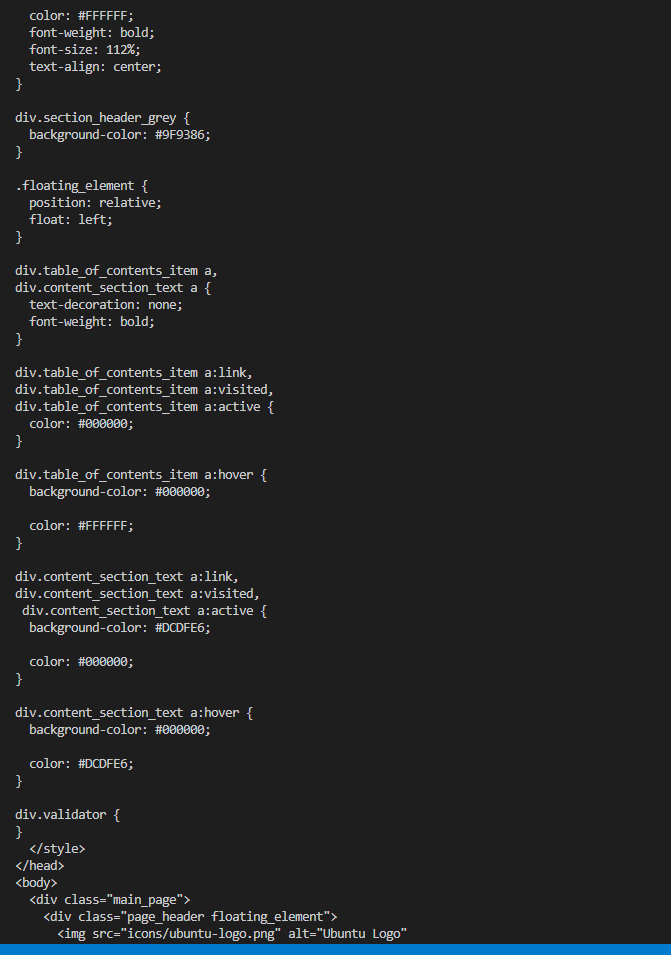 color: #FFFFFF;
  font-weight: bold;
  font-size: 112%;
  text-align: center;
}

div.section_header_grey {
  background-color: #9F9386;
}

.floating_element {
  position: relative;
  float: left;
}

div.table_of_contents_item a,
div.content_section_text a {
  text-decoration: none;
  font-weight: bold;
}

div.table_of_contents_item a:link,
div.table_of_contents_item a:visited,
div.table_of_contents_item a:active {
  color: #000000;
}

div.table_of_contents_item a:hover {
  background-color: #000000;

  color: #FFFFFF;
}

div.content_section_text a:link,
div.content_section_text a:visited,
 div.content_section_text a:active {
  background-color: #DCDFE6;

  color: #000000;
}

div.content_section_text a:hover {
  background-color: #000000;

  color: #DCDFE6;
}

div.validator {
}
  </style>
</head>
<body>
  <div class="main_page">
    <div class="page_header floating_element">
      <img src="icons/ubuntu-logo.png" alt="Ubuntu Logo"